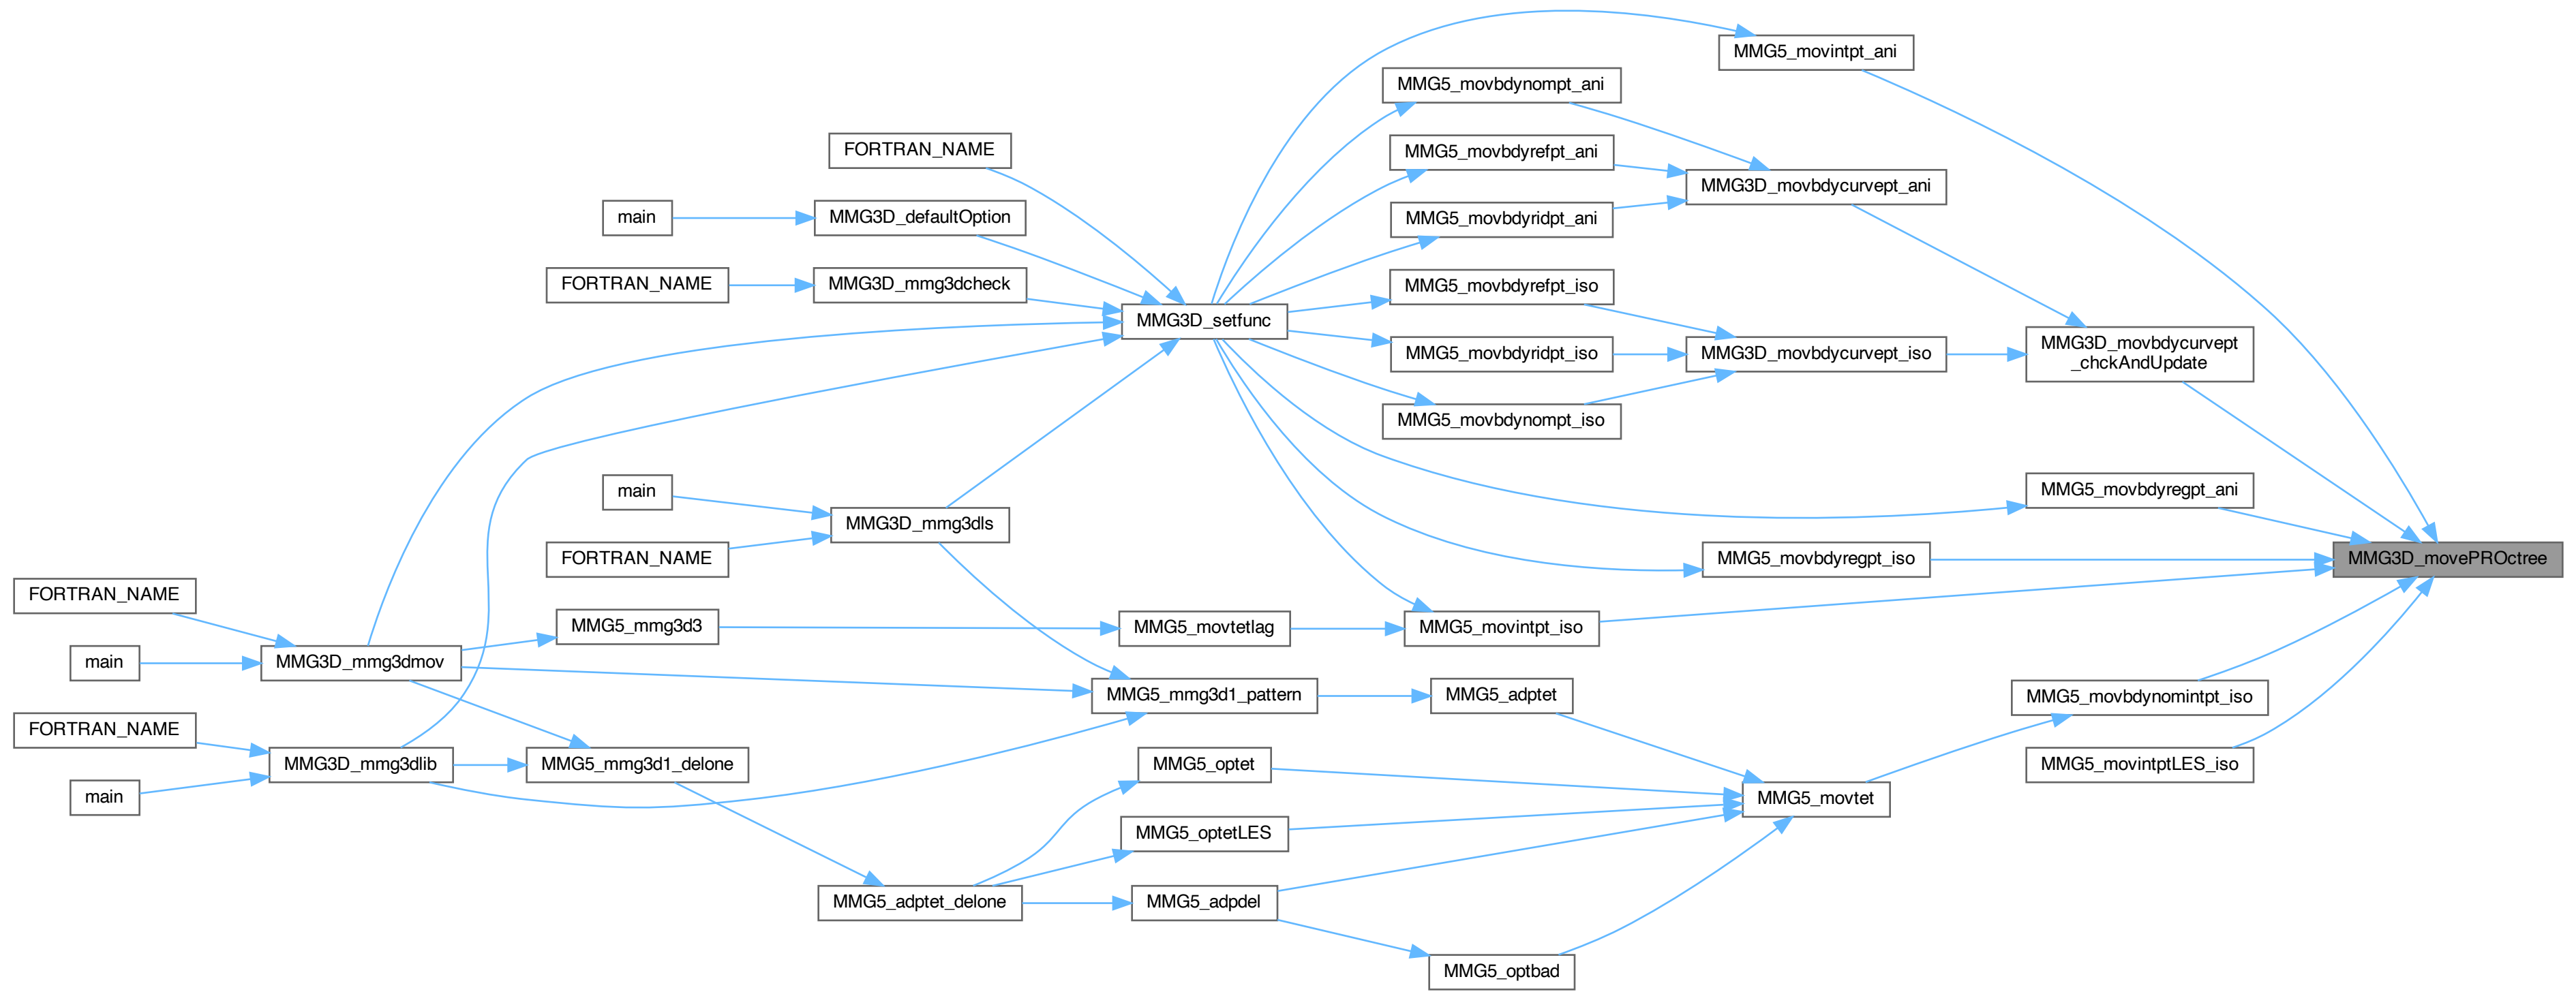 MMG5_movintpt_ani
MMG5_movbdynompt_ani
FORTRAN_NAME
MMG5_movbdyrefpt_ani
MMG3D_movbdycurvept_ani
main
MMG3D_defaultOption
MMG5_movbdyridpt_ani
FORTRAN_NAME
MMG3D_mmg3dcheck
MMG5_movbdyrefpt_iso
MMG3D_setfunc
MMG5_movbdyridpt_iso
MMG3D_movbdycurvept_iso
MMG3D_movbdycurvept
_chckAndUpdate
MMG5_movbdynompt_iso
main
MMG5_movbdyregpt_ani
MMG3D_mmg3dls
FORTRAN_NAME
MMG5_movbdyregpt_iso
MMG3D_movePROctree
FORTRAN_NAME
MMG5_mmg3d3
MMG5_movtetlag
MMG5_movintpt_iso
main
MMG3D_mmg3dmov
MMG5_mmg3d1_pattern
MMG5_adptet
MMG5_movbdynomintpt_iso
FORTRAN_NAME
MMG3D_mmg3dlib
MMG5_mmg3d1_delone
MMG5_optet
MMG5_movintptLES_iso
main
MMG5_movtet
MMG5_optetLES
MMG5_adptet_delone
MMG5_adpdel
MMG5_optbad